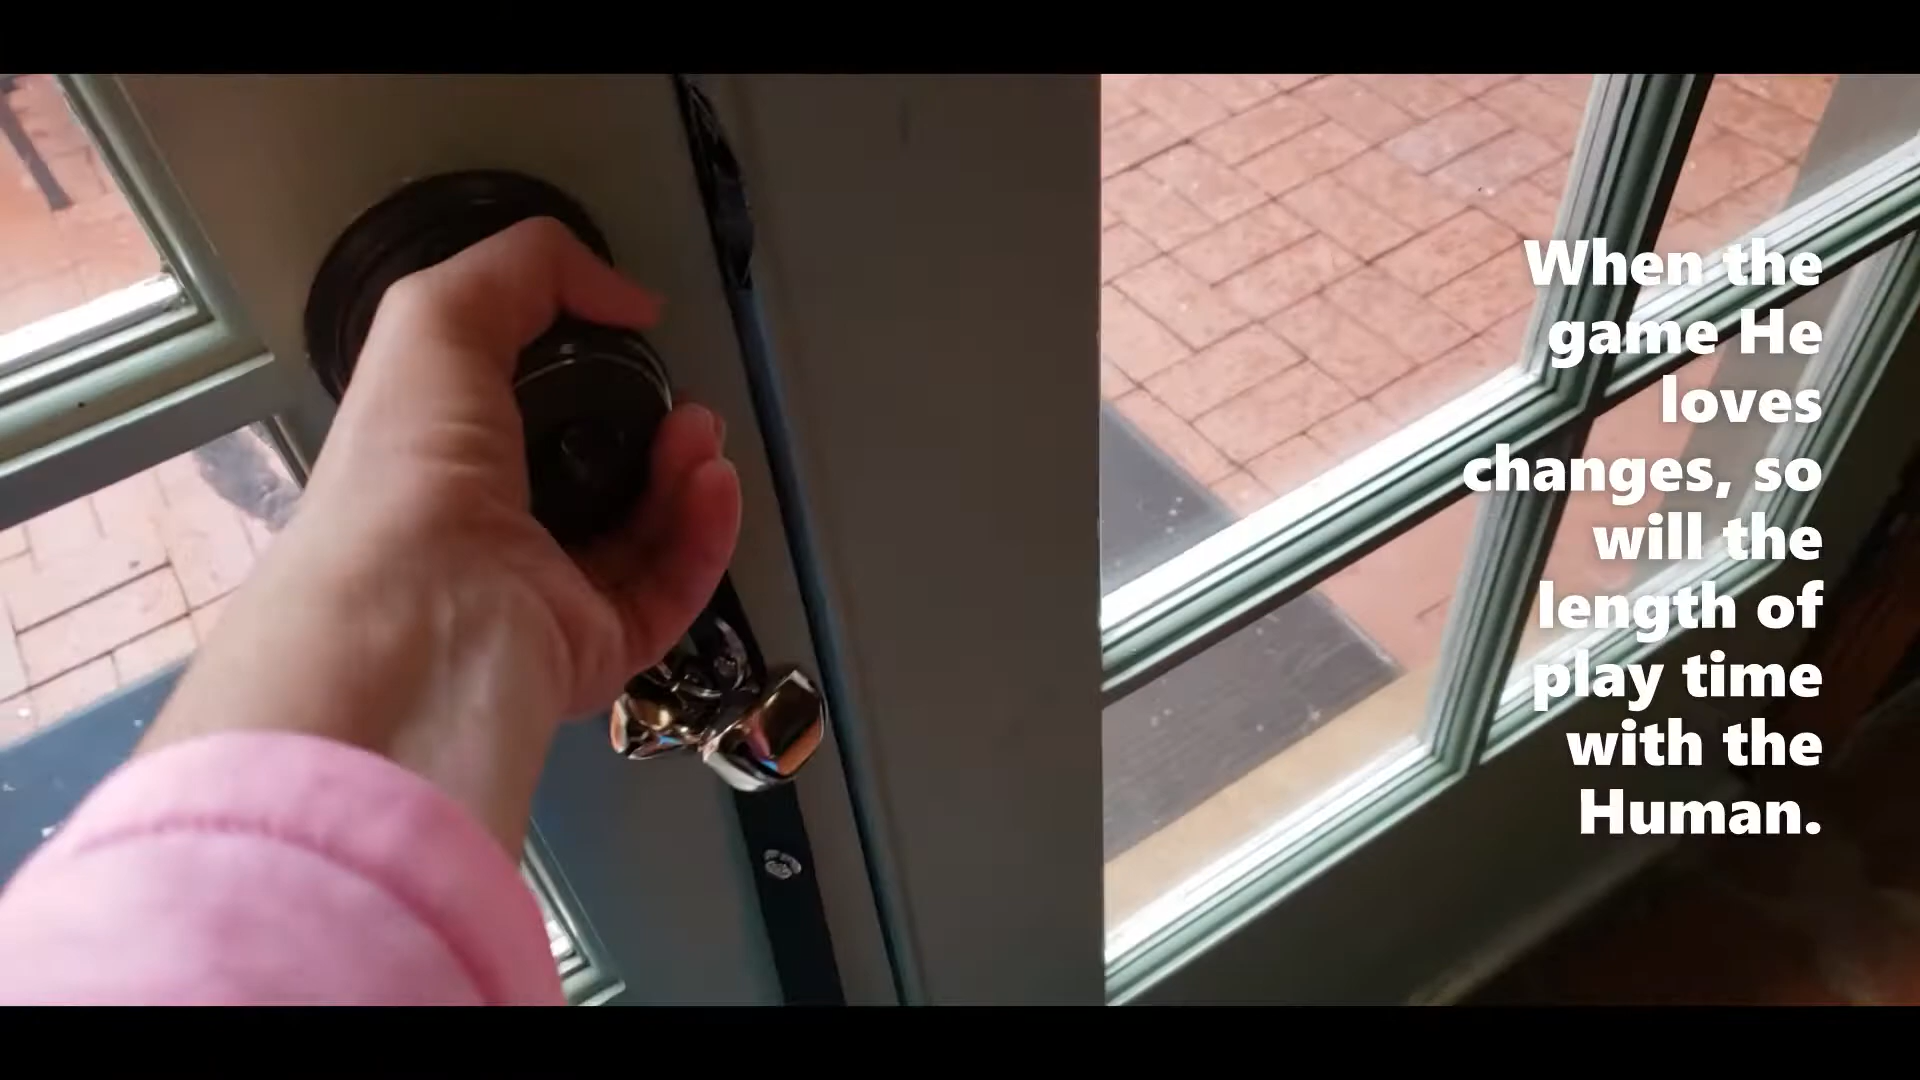 When the
game He
loves
changes, so
will the
length of
play time
with the
Human.